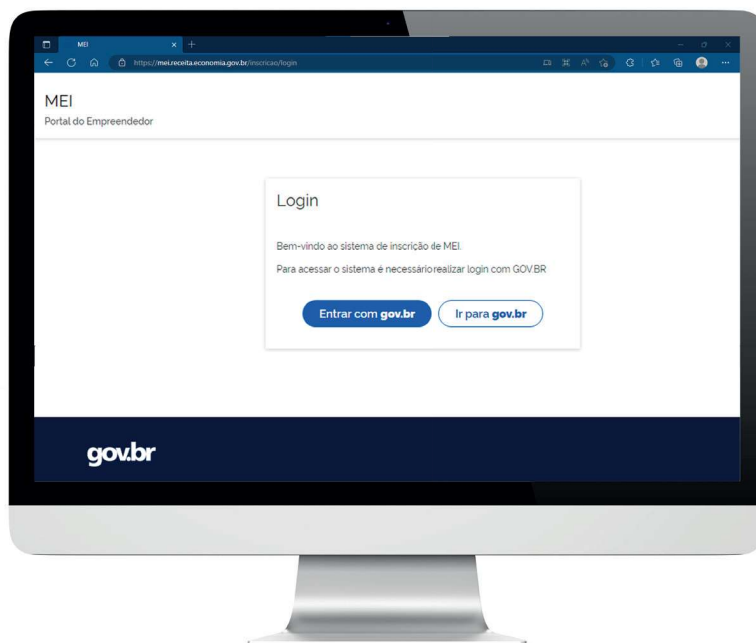 MEI
https://mei.receita.economia.gov.br/inscricao/login
MEI
Portal do Empreendedor
Login
Bem-vindo ao sistema de inscrição de MEI.
Para acessar o sistema é necessário realizar login com GOV.BR
Entrar com gov.br
Ir para gov.br
gov.br